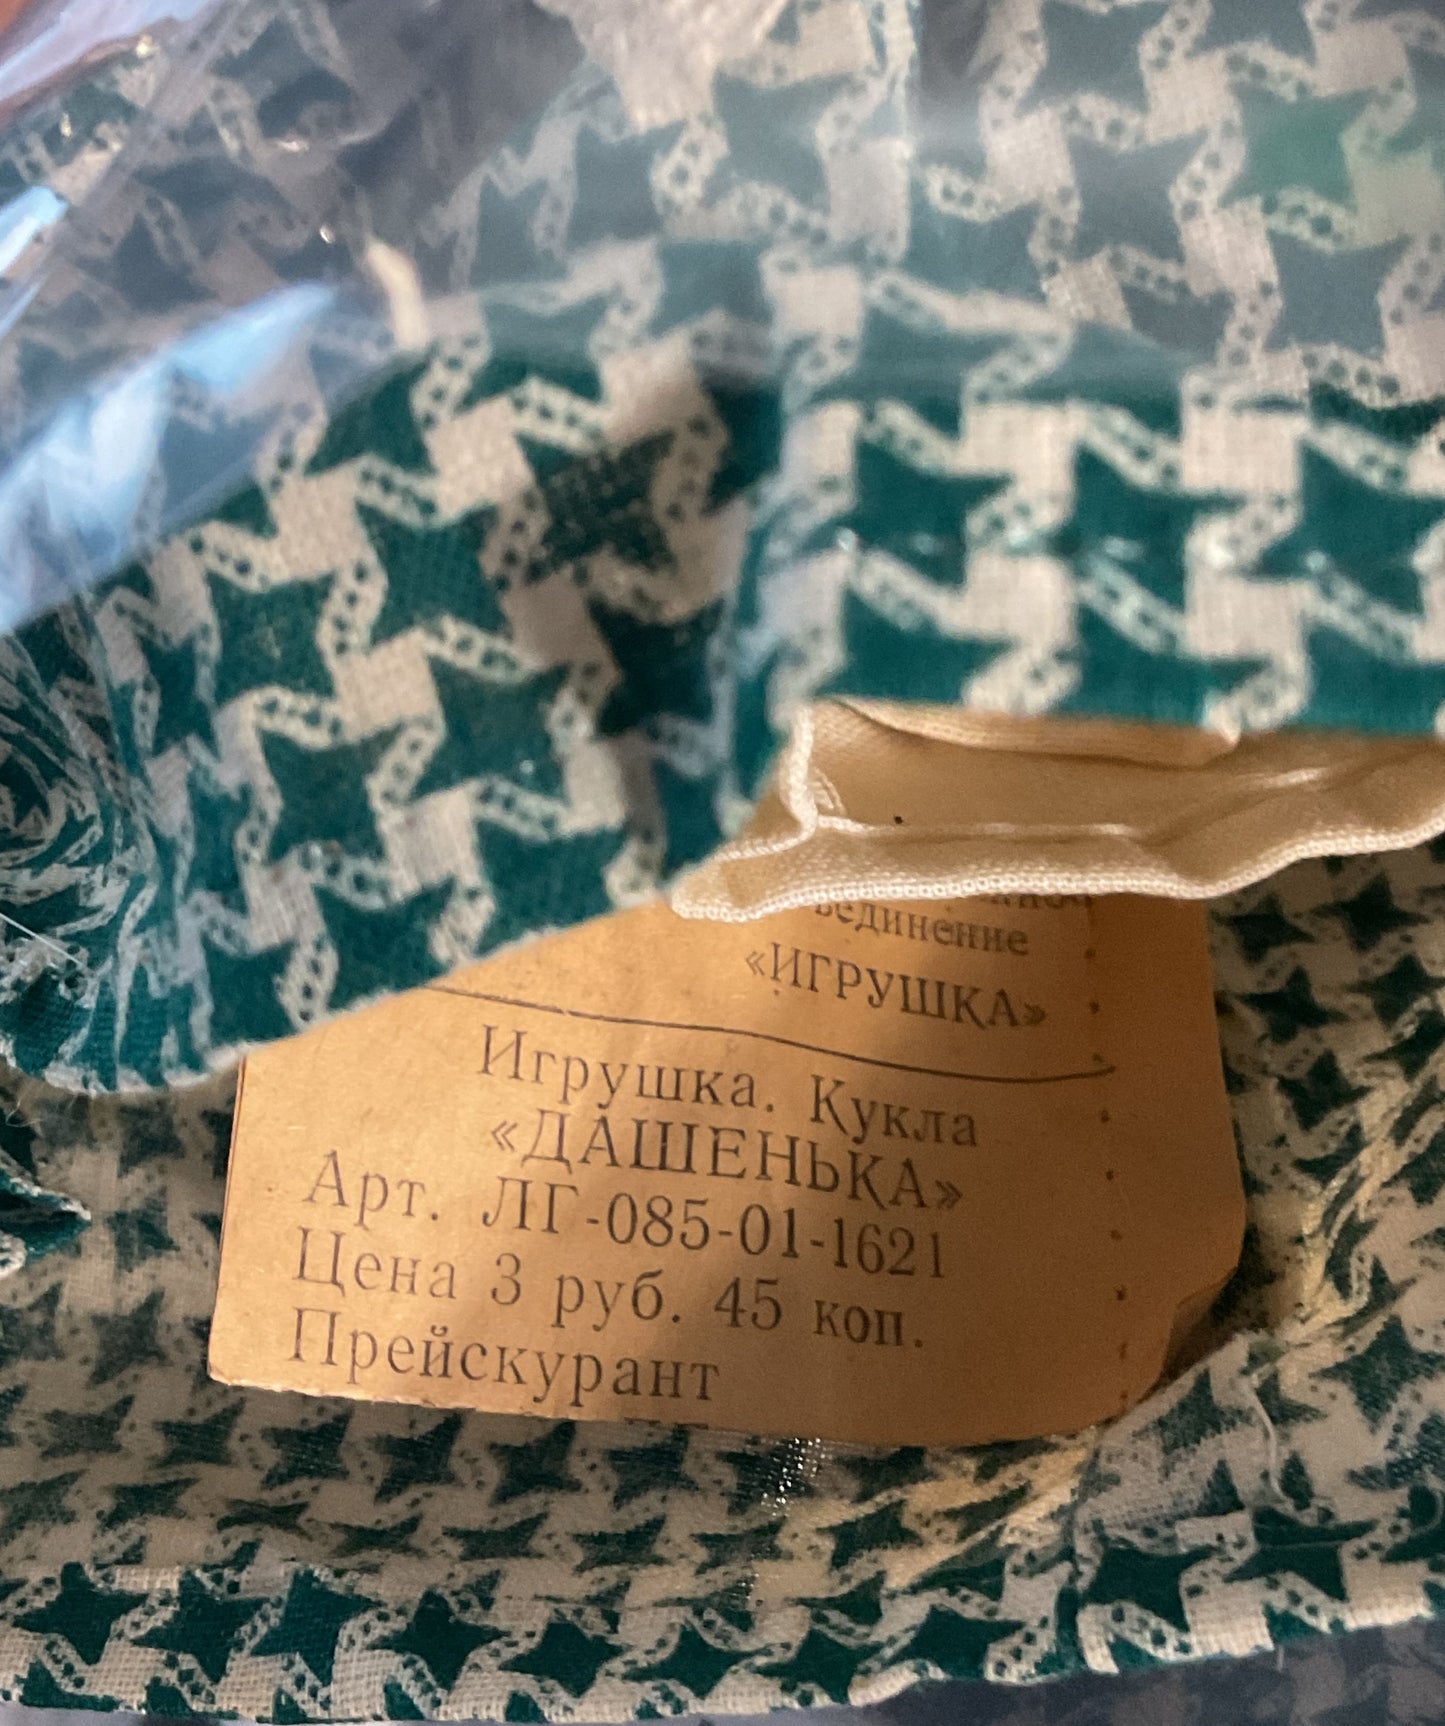 ъединение
«ИГРУШКА»
Игрушка. Кукла
«ДАШЕНЬКА»
Арт. ЛГ-085-01-1621
Цена 3 руб. 45 коп.
Прейскурант